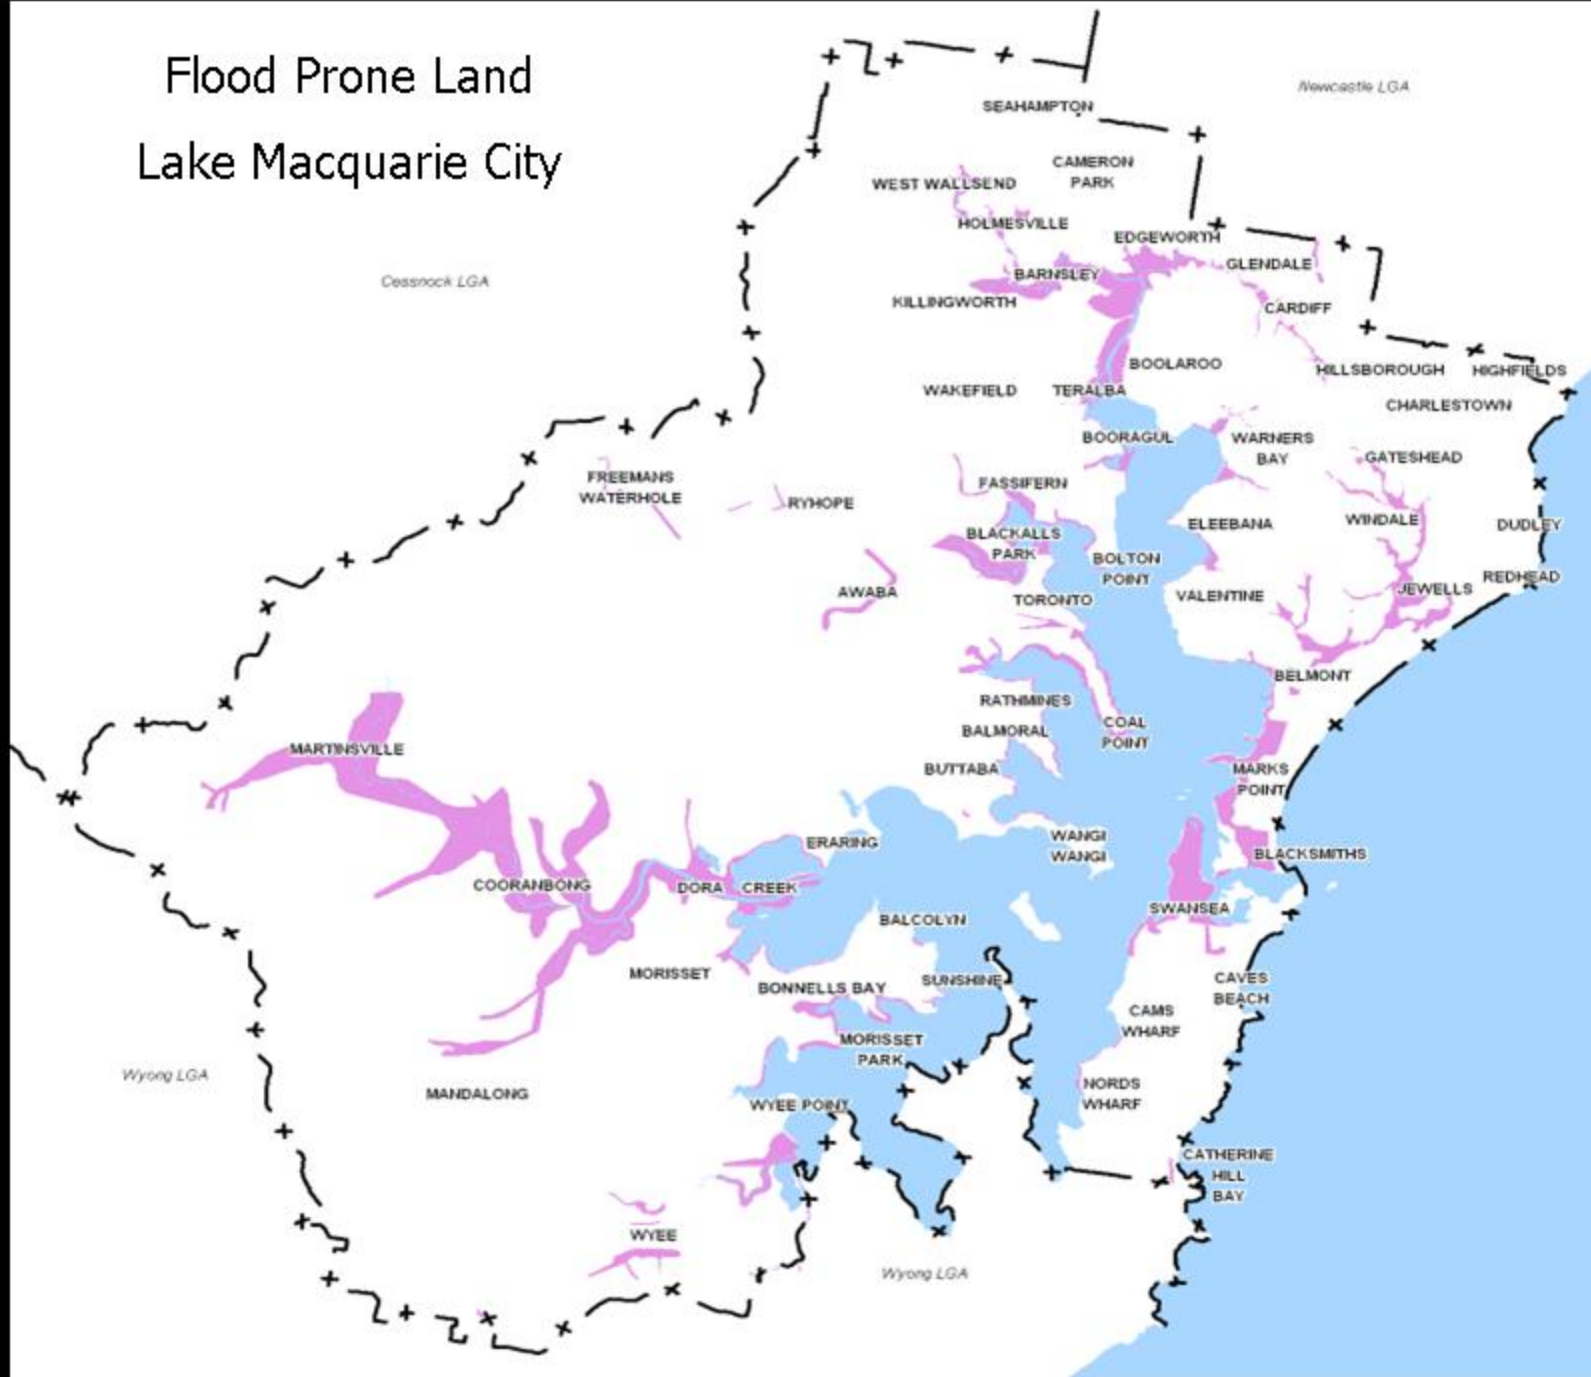 Flood Prone Land
Lake Macquarie City
Newcastle LGA
SEAHAMPTON
CAMERON
PARK
WEST WALLSEND
HOLMESVILLE
EDGEWORTH
GLENDALE
BARNSLEY
Cessnock LGA
KILLINGWORTH
CARDIFF
BOOLAROO
HILLSBOROUGH
HIGHFIELDS
WAKEFIELD
TERALBA
CHARLESTOWN
BOORAGUL
WARNERS
BAY
GATESHEAD
FREEMANS
WATERHOLE
FASSIFERN
RYHOPE
WINDALE
ELEEBANA
DUDLEY
BLACKALLS
PARK
BOLTON
POINT
REDHEAD
AWABA
JEWELLS
VALENTINE
TORONTO
BELMONT
RATHMINES
COAL
POINT
BALMORAL
MARTINSVILLE
BUTTABA
MARKS
POINT
WANGI
WANGI
ERARING
BLACKSMITHS
COORANBONG
DORA CREEK
SWANSEA
BALCOLYN
MORISSET
SUNSHINE
CAVES
BEACH
BONNELLS BAY
CAMS
WHARF
MORISSET
PARK
Wyong LGA
NORDS
WHARF
MANDALONG
WYEE POINT
CATHERINE
HILL
BAY
WYEE
Wyong LGA